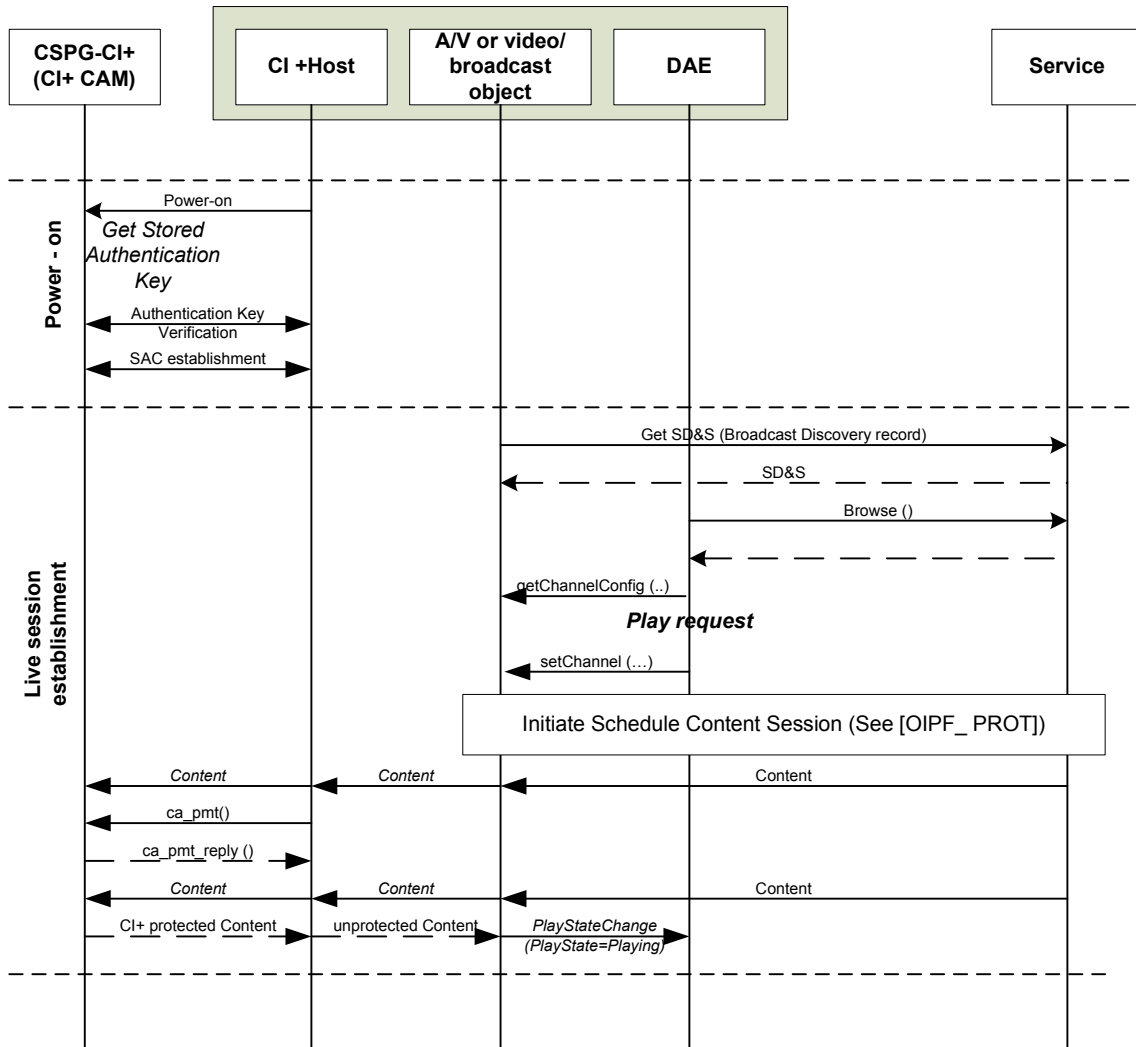 CSPG-CI+
(CI+ CAM)
CI +Host
A/V or video/
broadcast
object
DAE
Service
Power - on
Power-on
Get Stored
Authentication
Key
Authentication Key
Verification
SAC establishment
Live session
establishment
Get SD&S (Broadcast Discovery record)
SD&S
Browse ()
getChannelConfig (..)
Play request
setChannel (…)
Initiate Schedule Content Session (See [OIPF_ PROT])
Content
Content
Content
ca_pmt()
ca_pmt_reply ()
Content
Content
Content
CI+ protected Content
unprotected Content
PlayStateChange
(PlayState=Playing)